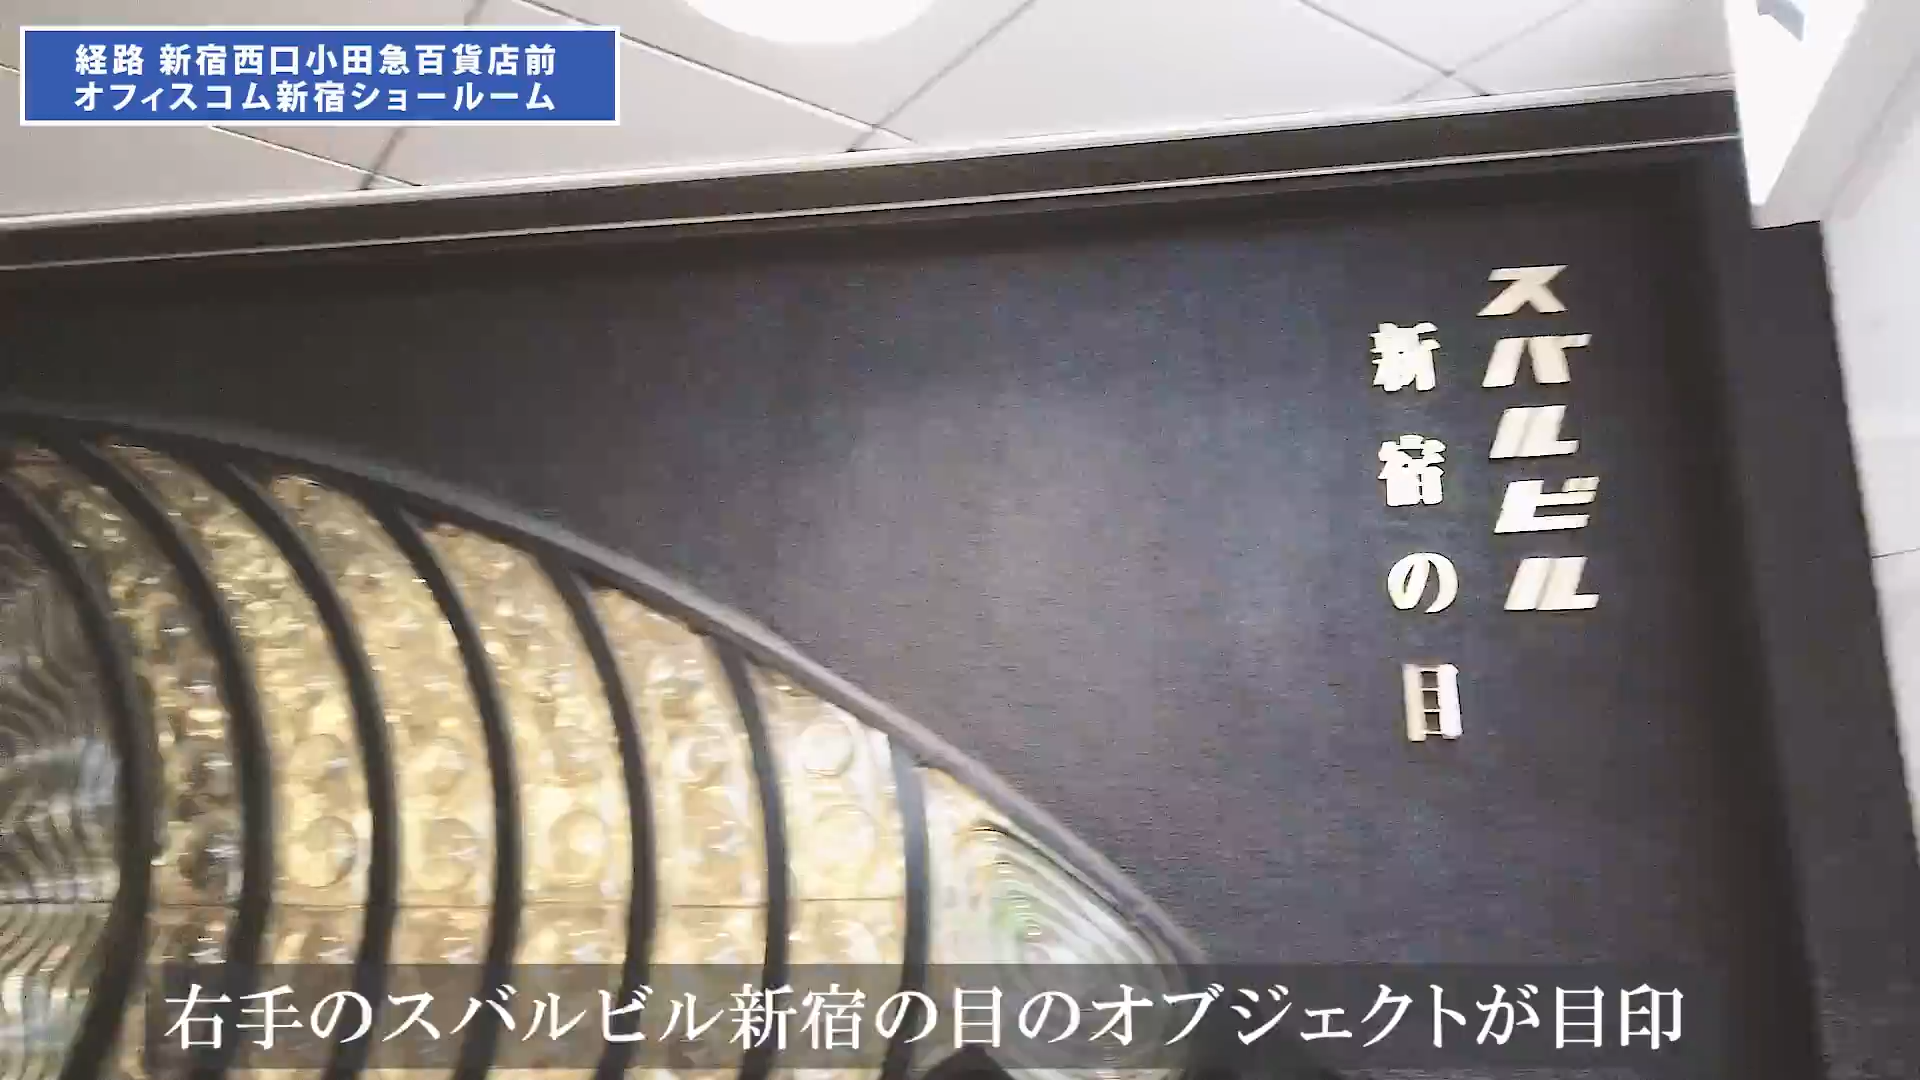 経路 新宿西口小田急百貨店前
オフィスコム新宿ショールーム
スバルビル
新宿の目
右手のスバルビル新宿の目のオブジェクトが目印